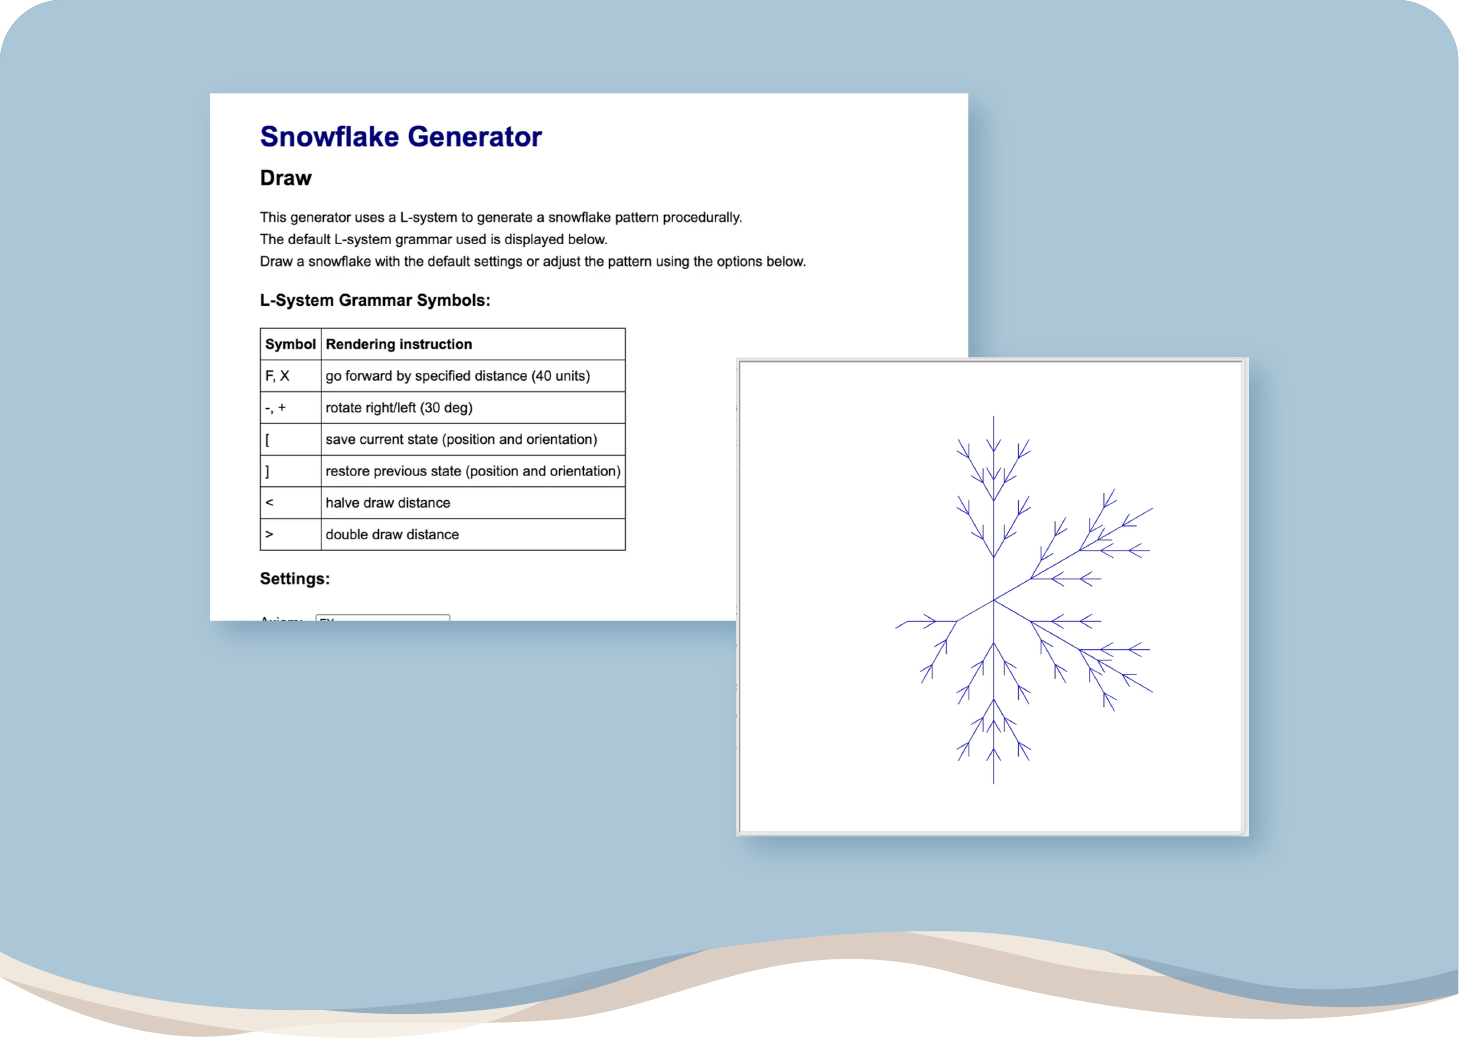 Snowflake Generator
Draw
This generator uses a L-system to generate a snowflake pattern procedurally.
The default L-system grammar used is displayed below.
Draw a snowflake with the default settings or adjust the pattern using the options below.
L-System Grammar Symbols:
Symbol Rendering instruction
F, X go forward by specified distance (40 units)
-, + rotate right/left (30 deg)
[ save current state (position and orientation)
] restore previous state (position and orientation)
< halve draw distance
> double draw distance
Settings: